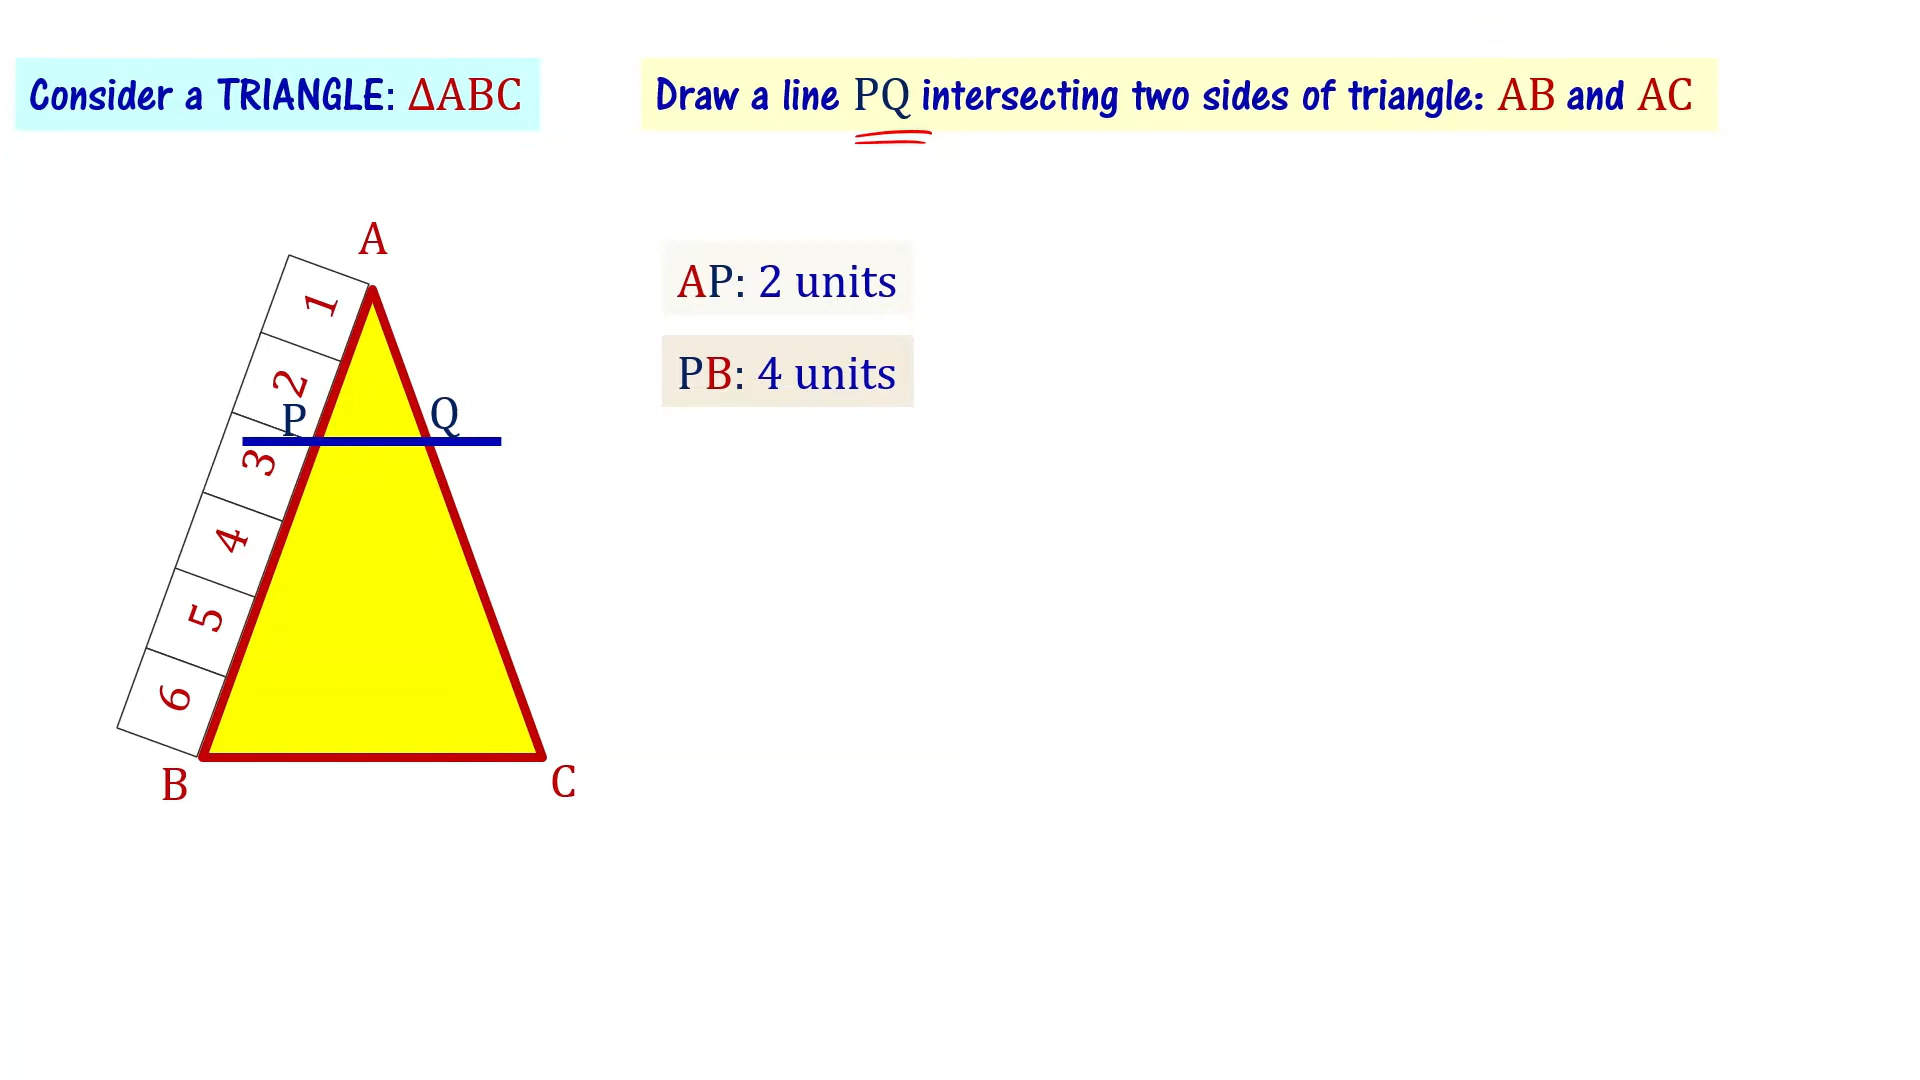 Consider a TRIANGLE: ΔABC
Draw a line PQ intersecting two sides of triangle: AB and AC
A
1
2
P
Q
3
4
5
6
B
C
AP: 2 units
PB: 4 units